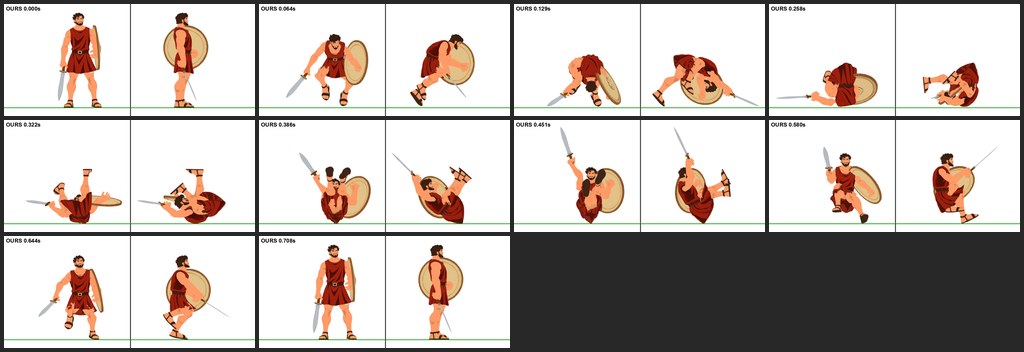 OURS 0.000s
OURS 0.064s
OURS 0.129s
OURS 0.258s
OURS 0.322s
OURS 0.386s
OURS 0.451s
OURS 0.580s
OURS 0.644s
OURS 0.708s